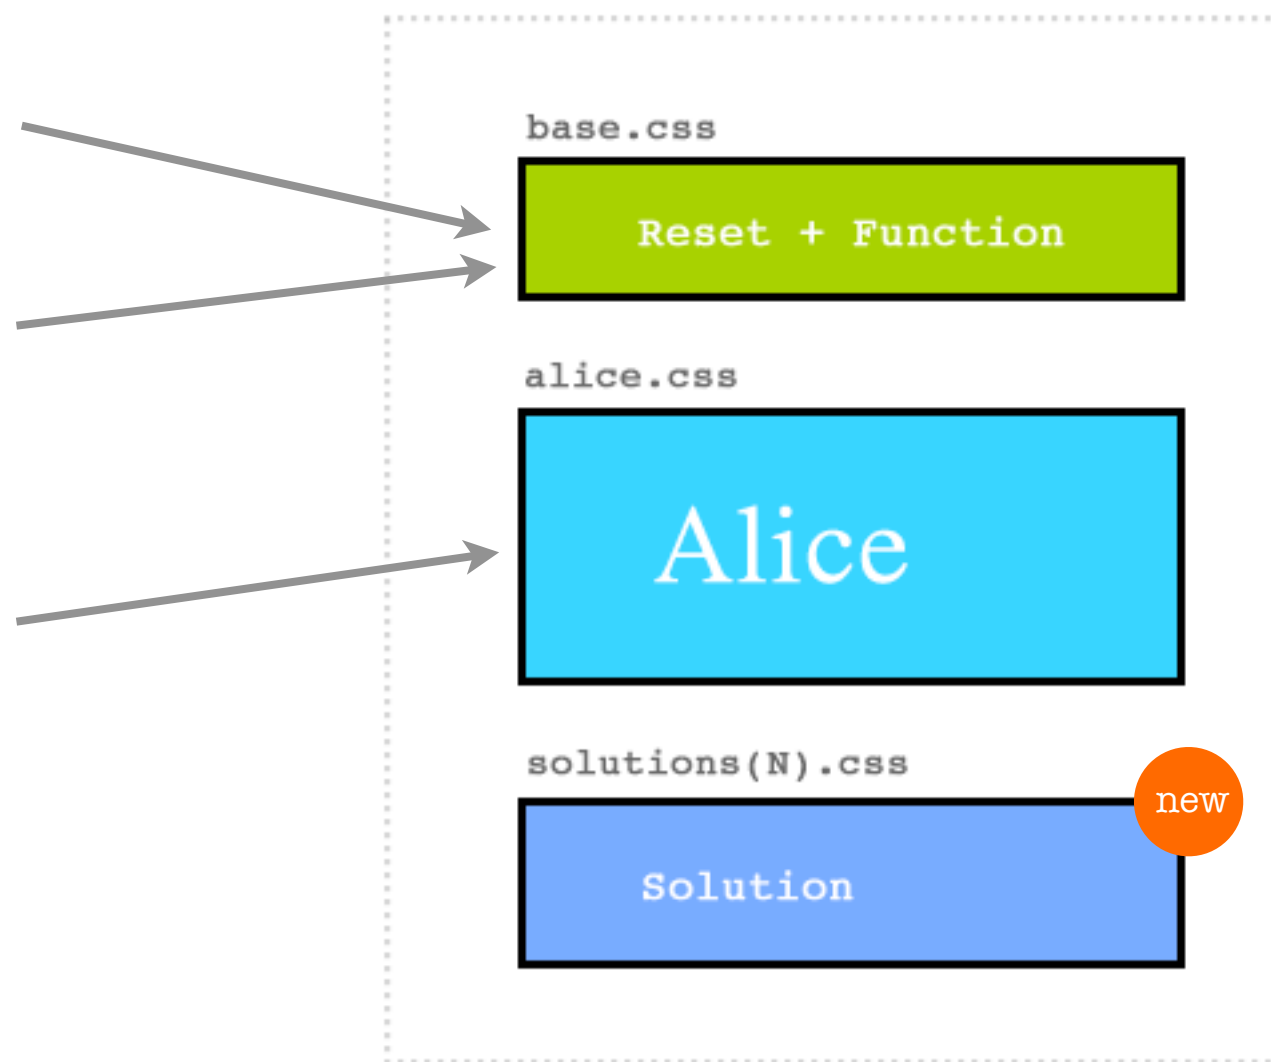 base.css
Reset + Function
alice.css
Alice
solutions(N).css
new
Solution